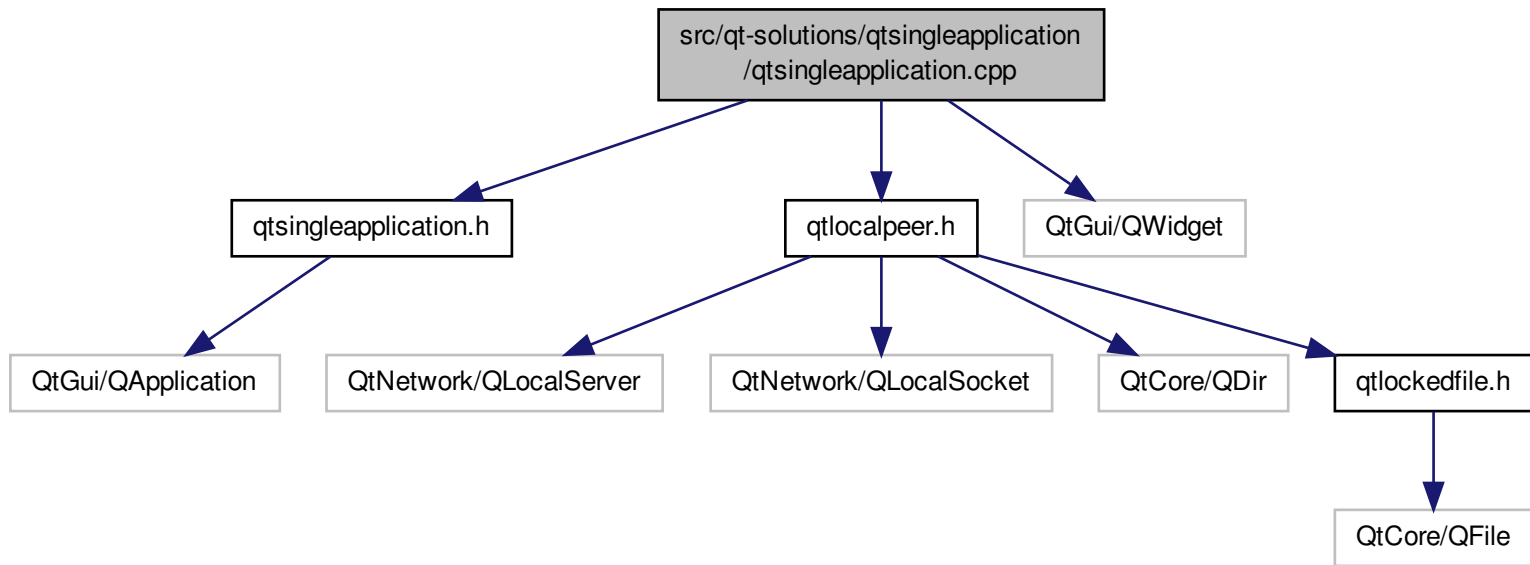 src/qt-solutions/qtsingleapplication
/qtsingleapplication.cpp
qtsingleapplication.h
qtlocalpeer.h
QtGui/QWidget
QtGui/QApplication
QtNetwork/QLocalServer
QtNetwork/QLocalSocket
QtCore/QDir
qtlockedfile.h
QtCore/QFile